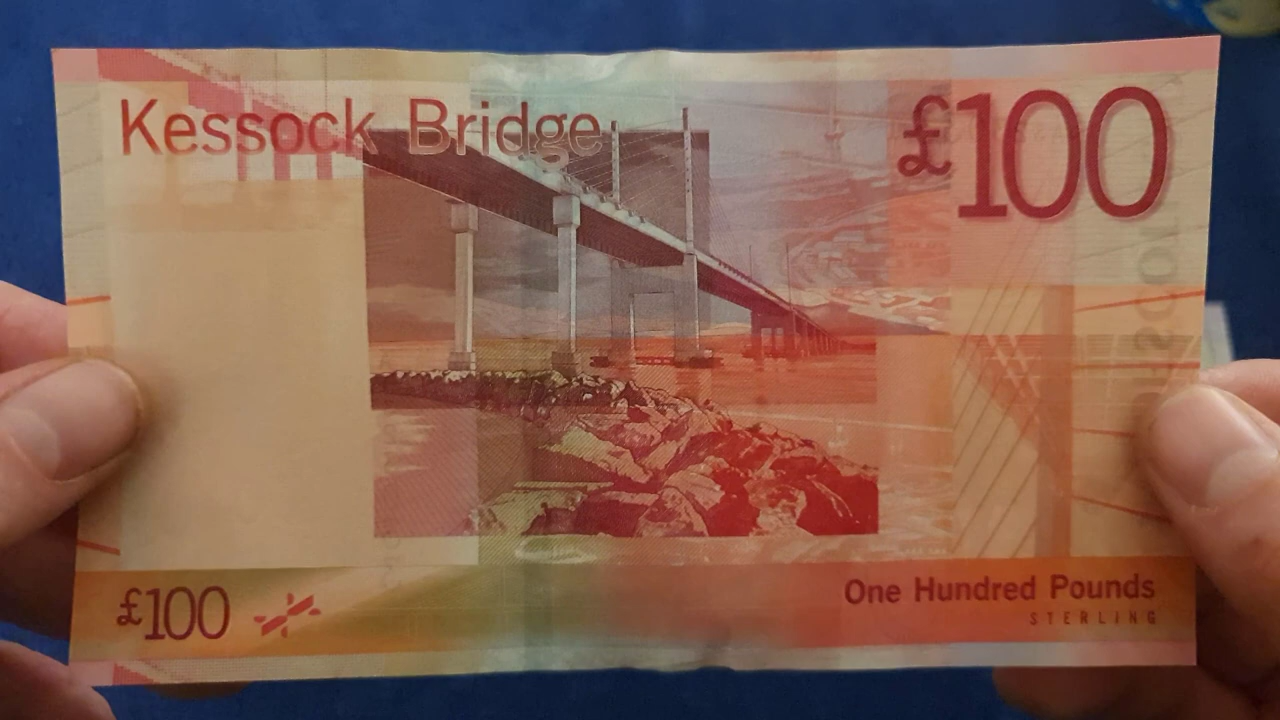 Kessock Bridge
£100
£100
One Hundred Pounds
STERLING